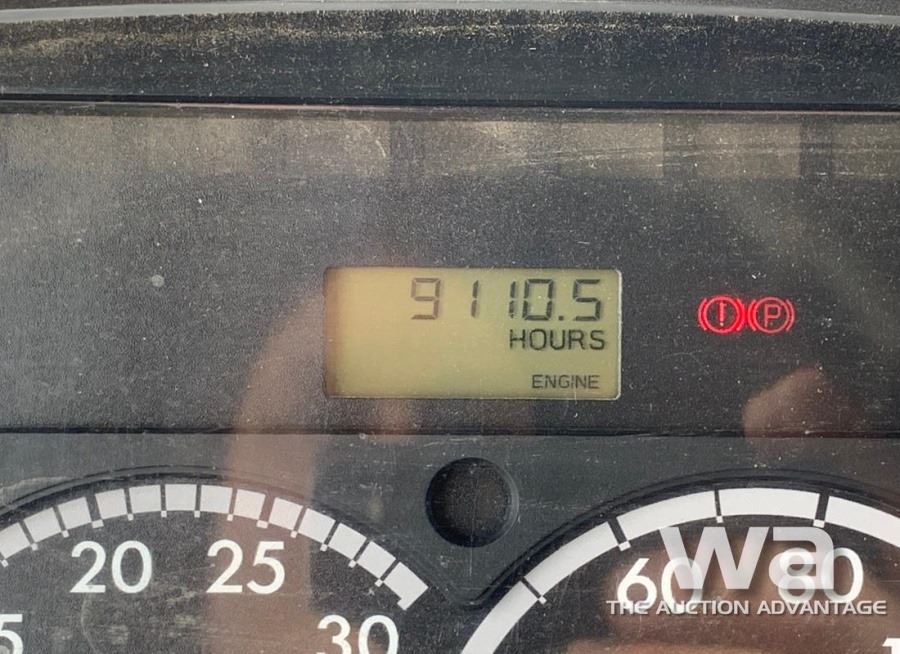 9110.5
HOURS
ENGINE
! P
20 25
30
60 80
wa
THE AUCTION ADVANTAGE